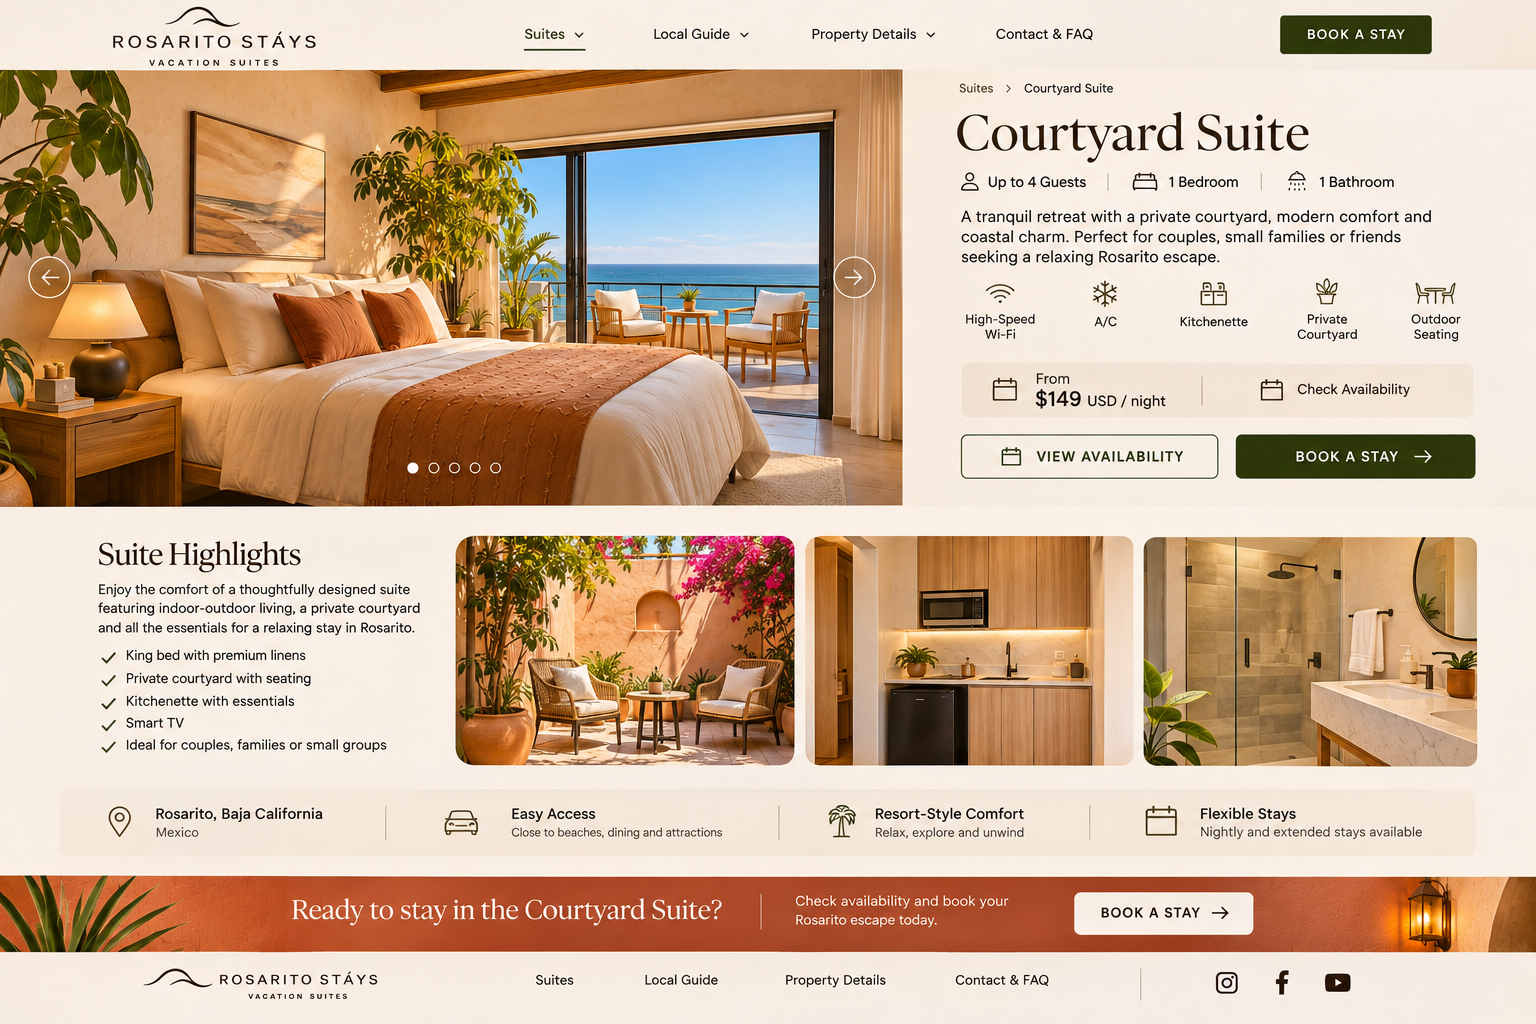 ROSARITO STÁYS
VACATION SUITES
Suites
Local Guide
Property Details
Contact & FAQ
BOOK A STAY
Suites > Courtyard Suite
Courtyard Suite
Up to 4 Guests
1 Bedroom
1 Bathroom
A tranquil retreat with a private courtyard, modern comfort and
coastal charm. Perfect for couples, small families or friends
seeking a relaxing Rosarito escape.
High-Speed
Wi-Fi
A/C
Kitchenette
Private
Courtyard
Outdoor
Seating
From
$149 USD / night
Check Availability
VIEW AVAILABILITY
BOOK A STAY
Suite Highlights
Enjoy the comfort of a thoughtfully designed suite
featuring indoor-outdoor living, a private courtyard
and all the essentials for a relaxing stay in Rosarito.
King bed with premium linens
Private courtyard with seating
Kitchenette with essentials
Smart TV
Ideal for couples, families or small groups
Rosarito, Baja California
Mexico
Easy Access
Close to beaches, dining and attractions
Resort-Style Comfort
Relax, explore and unwind
Flexible Stays
Nightly and extended stays available
Ready to stay in the Courtyard Suite?
Check availability and book your
Rosarito escape today.
BOOK A STAY
ROSARITO STÁYS
VACATION SUITES
Suites
Local Guide
Property Details
Contact & FAQ